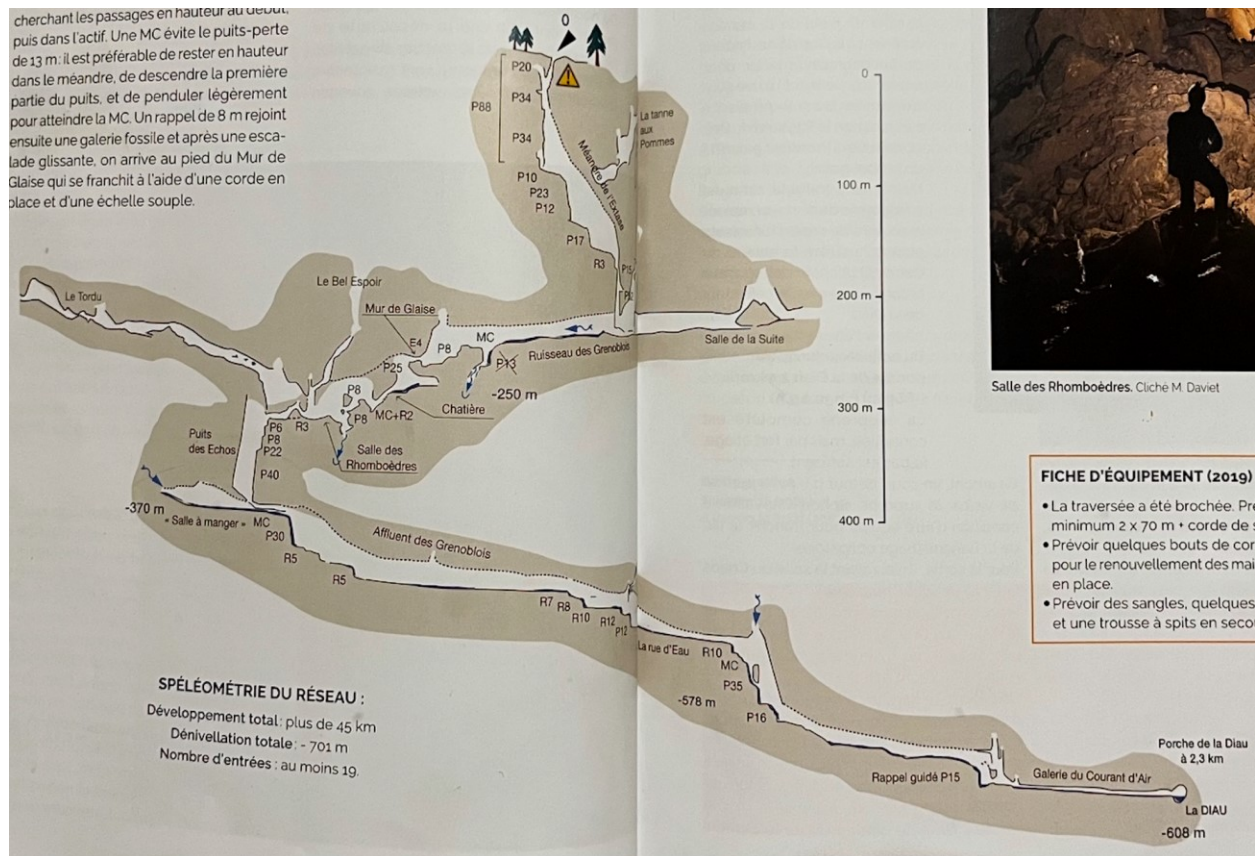 cherchant les passages en hauteur au début,
puis dans l'actif. Une MC évite le puits-perte
de 13 m: il est préférable de rester en hauteur
dans le méandre, de descendre la première
partie du puits, et de penduler légèrement
pour atteindre la MC. Un rappel de 8 m rejoint
ensuite une galerie fossile et après une esca-
lade glissante, on arrive au pied du Mur de
Glaise qui se franchit à l'aide d'une corde en
place et d'une échelle souple.
0
P20
P34
P88
P34
P10
P23
P12
P17
R3
Méandre de l'Extase
La tanne
aux
Pommes
P15
0
100 m
200 m
300 m
400 m
Le Tordu
Le Bel Espoir
Mur de Glaise
E4
P8
MC
P13
Ruisseau des Grenoblois
Salle de la Suite
-250 m
P25
P8
P8
MC+R2
Chatière
P6
R3
P8
P22
P40
Puits
des Echos
Salle des
Rhomboèdres
-370 m
« Salle à manger »
MC
P30
R5
R5
Affluent des Grenoblois
R7
R8
R10
R12
P12
La rue d'Eau
R10
MC
P35
-578 m
P16
Rappel guidé P15
Galerie du Courant d'Air
Porche de la Diau
à 2,3 km
La DIAU
-608 m
SPÉLÉOMÉTRIE DU RÉSEAU :
Développement total : plus de 45 km
Dénivellation totale : - 701 m
Nombre d'entrées : au moins 19.
Salle des Rhomboèdres. Cliché M. Daviet
FICHE D'ÉQUIPEMENT (2019)
• La traversée a été brochée. Pré
minimum 2 x 70 m + corde de s
• Prévoir quelques bouts de cor
pour le renouvellement des mai
en place.
• Prévoir des sangles, quelques
et une trousse à spits en secou